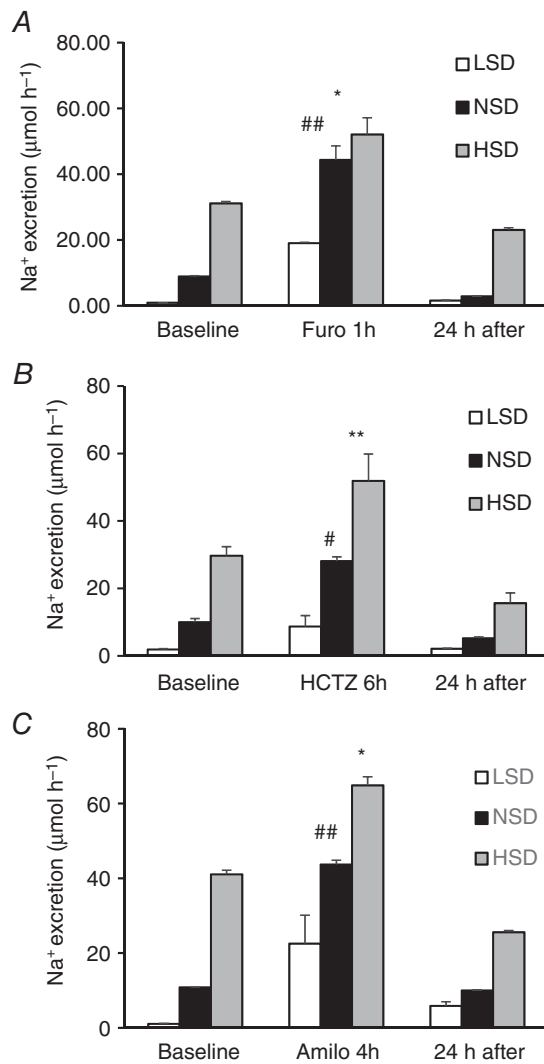 A
Na⁺ excretion (μmol h⁻¹)
80.00
60.00
40.00
20.00
0.00
LSD
NSD
HSD
##
*
Baseline
Furo 1h
24 h after
B
Na⁺ excretion (μmol h⁻¹)
80
60
40
20
0
LSD
NSD
HSD
#
**
Baseline
HCTZ 6h
24 h after
C
Na⁺ excretion (μmol h⁻¹)
80
60
40
20
0
LSD
NSD
HSD
##
*
Baseline
Amilo 4h
24 h after